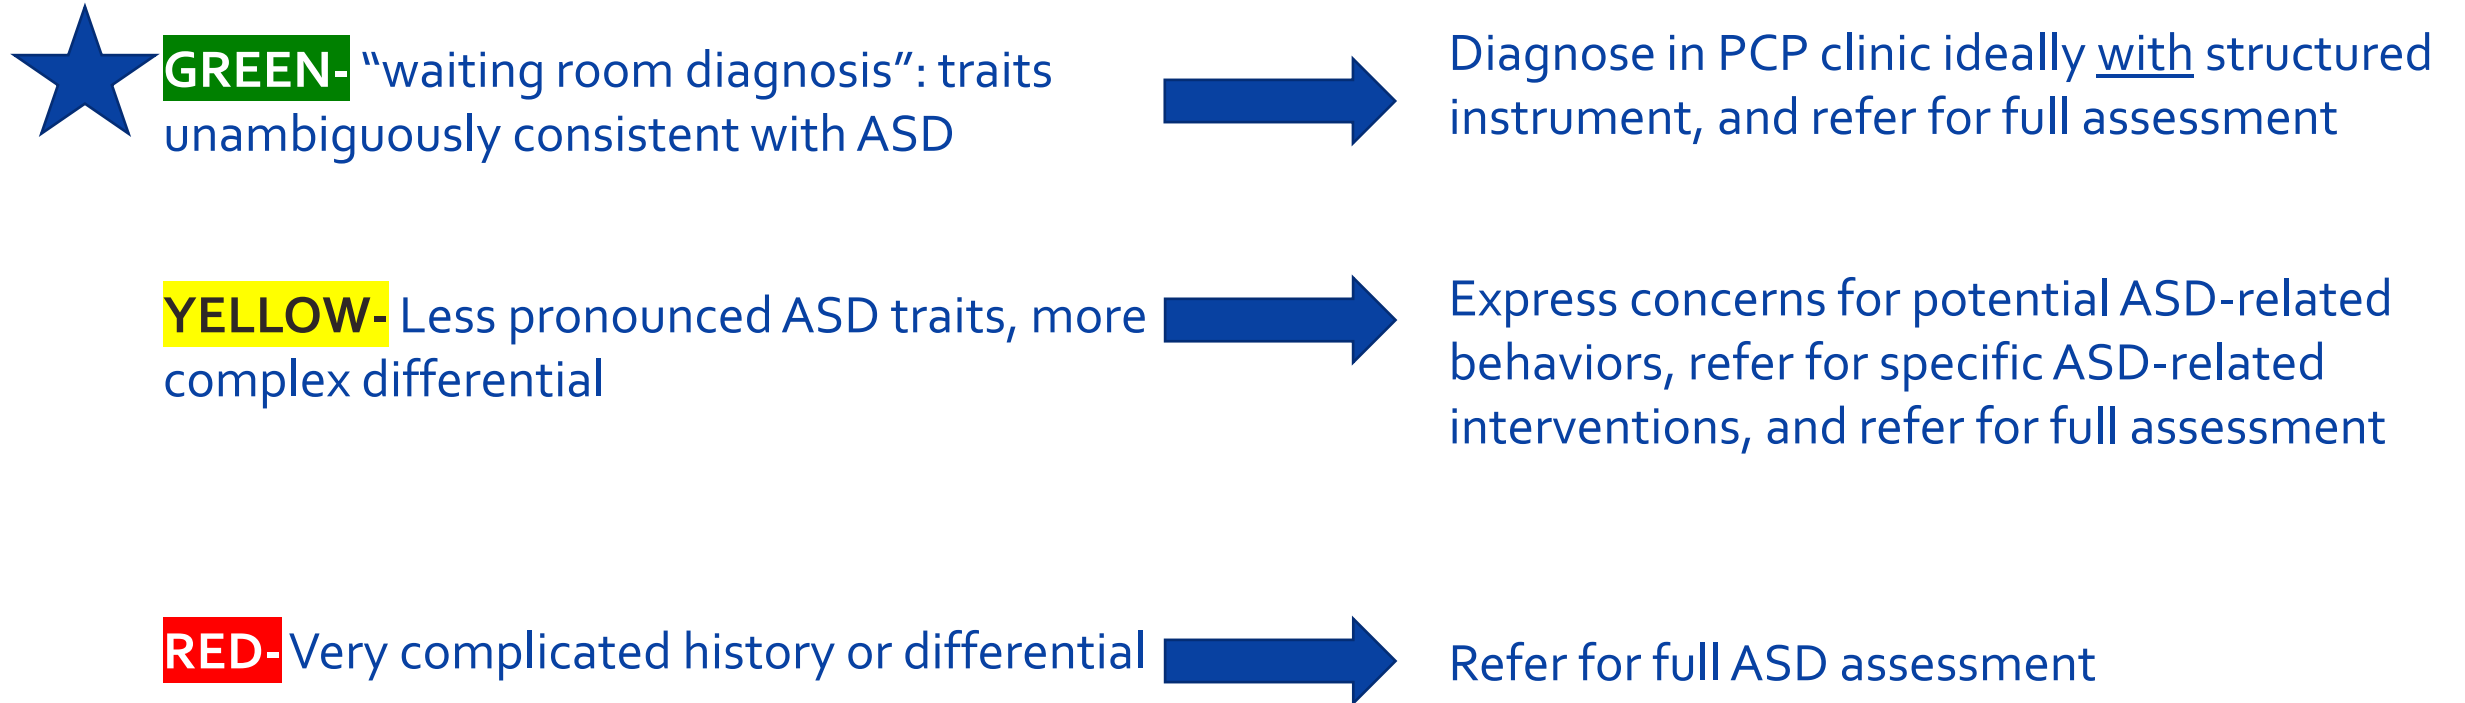 GREEN- “waiting room diagnosis”: traits
unambiguously consistent with ASD
Diagnose in PCP clinic ideally with structured
instrument, and refer for full assessment
YELLOW- Less pronounced ASD traits, more
complex differential
Express concerns for potential ASD-related
behaviors, refer for specific ASD-related
interventions, and refer for full assessment
RED- Very complicated history or differential
Refer for full ASD assessment